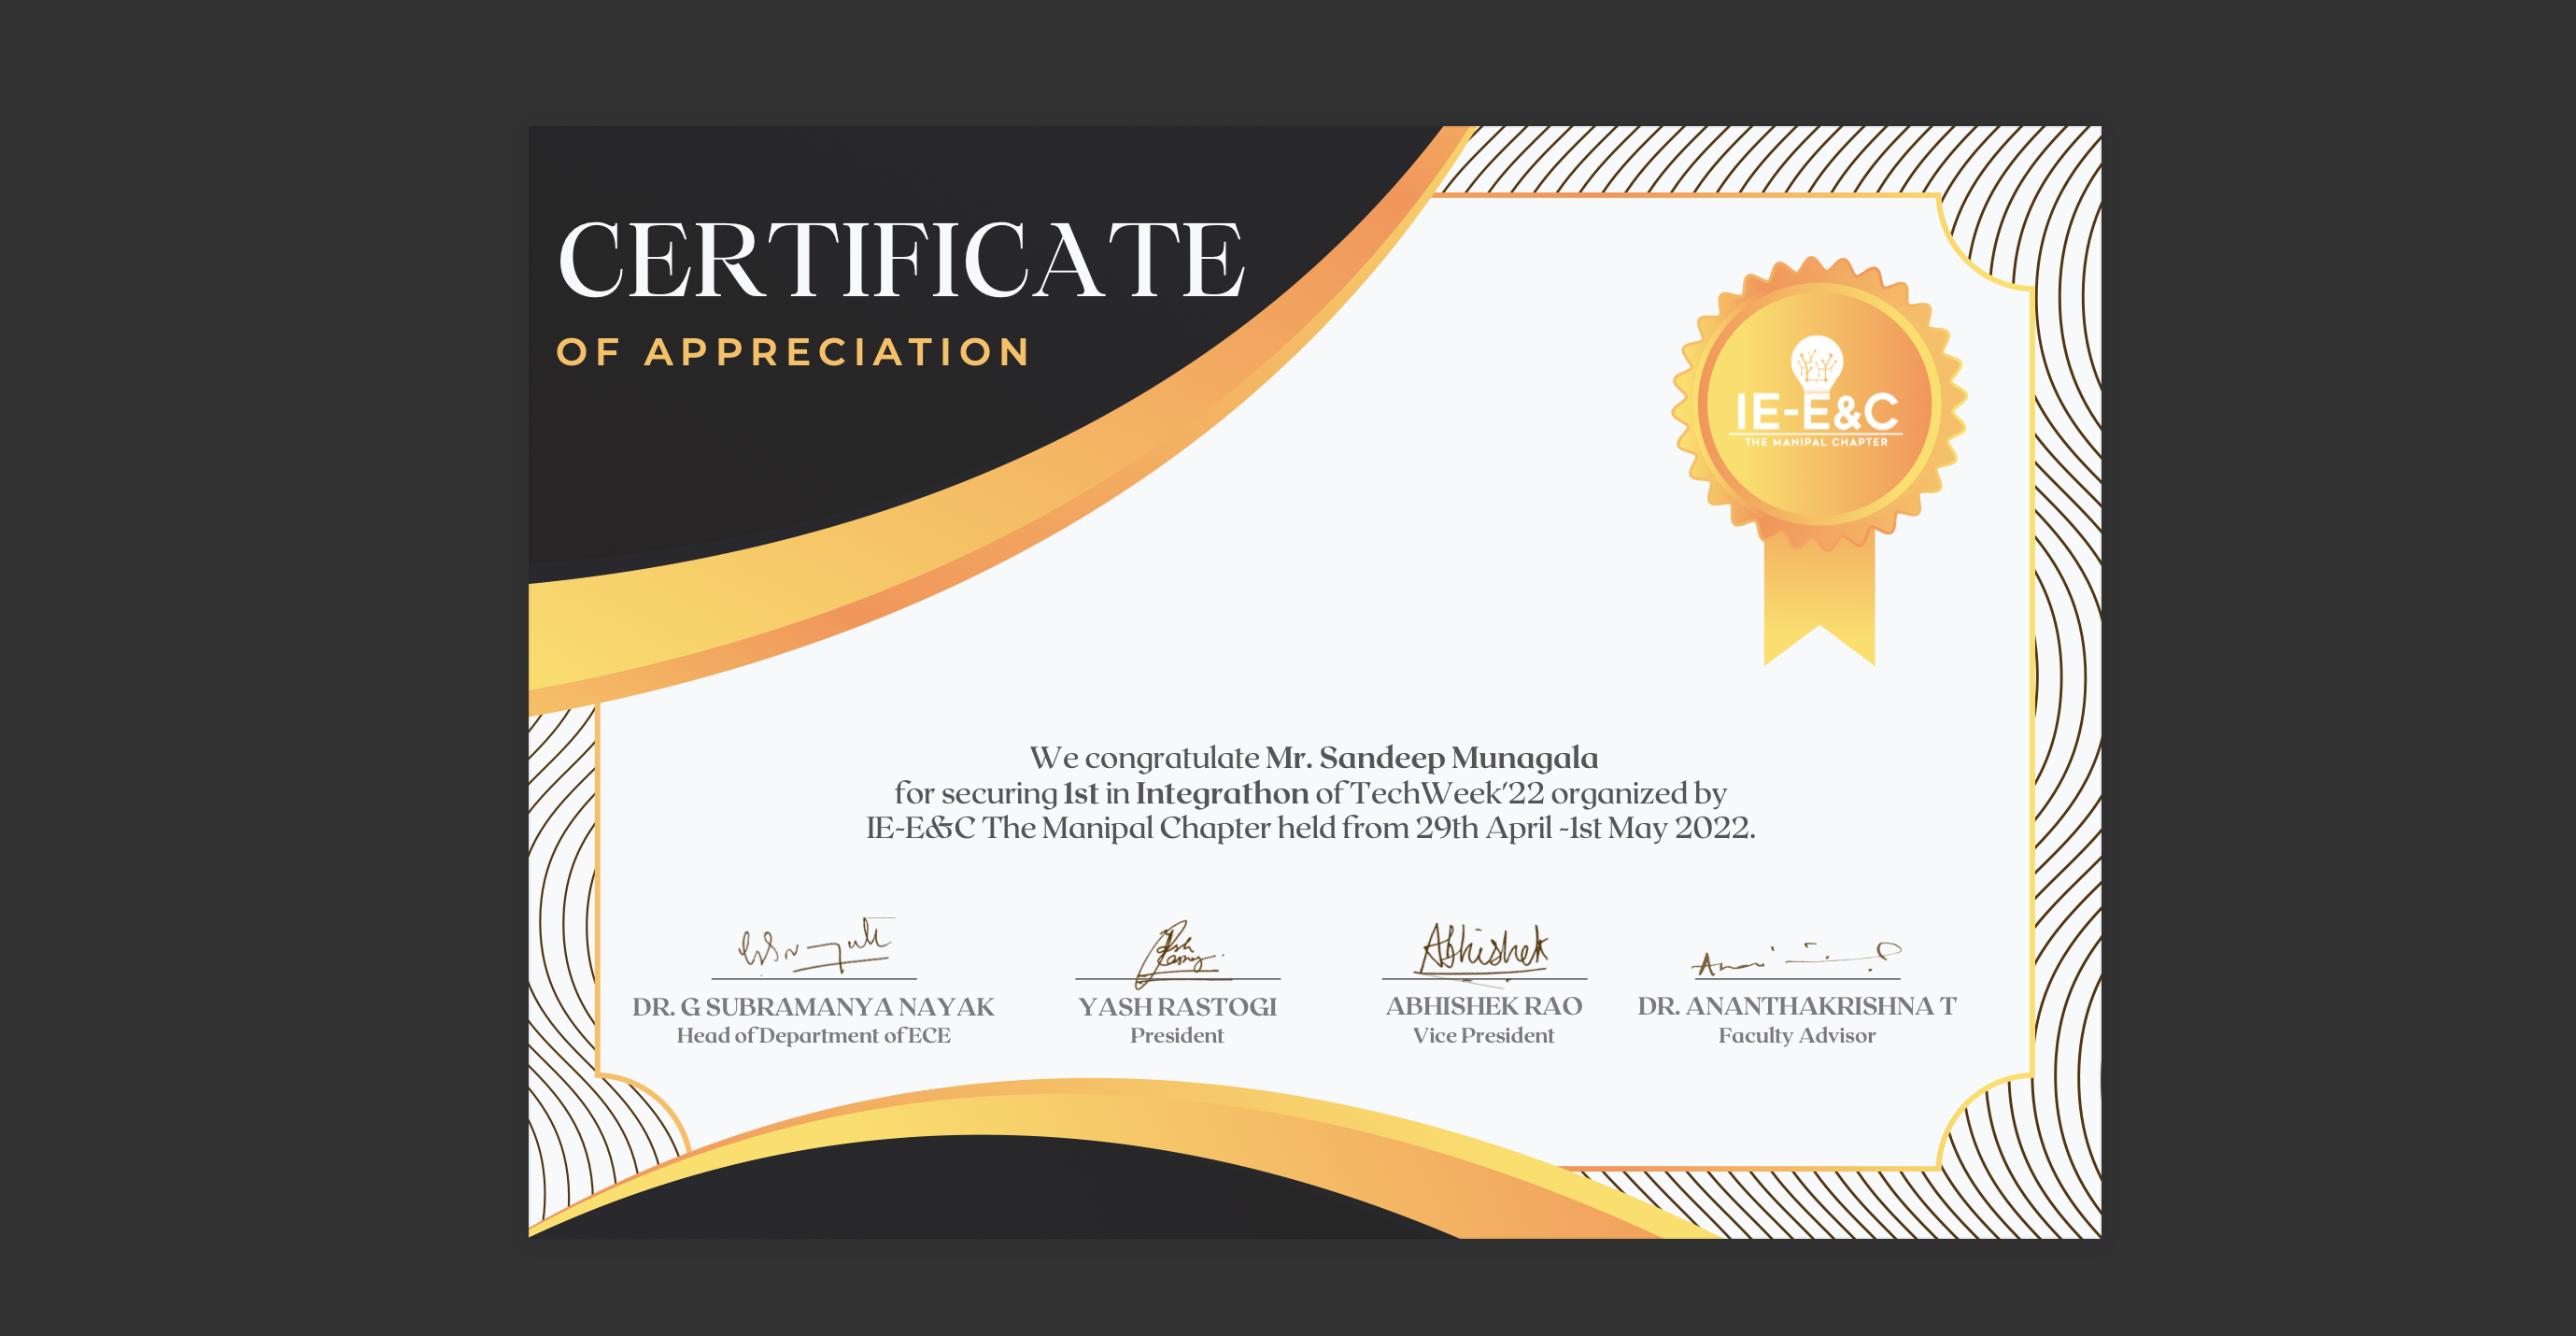 CERTIFICATE
OF APPRECIATION
IE-E&C
THE MANIPAL CHAPTER
We congratulate Mr. Sandeep Munagala
for securing 1st in Integrathon of TechWeek'22 organized by
IE-E&C The Manipal Chapter held from 29th April -1st May 2022.
Abhishek
DR. G SUBRAMANYA NAYAK
Head of Department of ECE
YASH RASTOGI
President
ABHISHEK RAO
Vice President
DR. ANANTHAKRISHNA T
Faculty Advisor